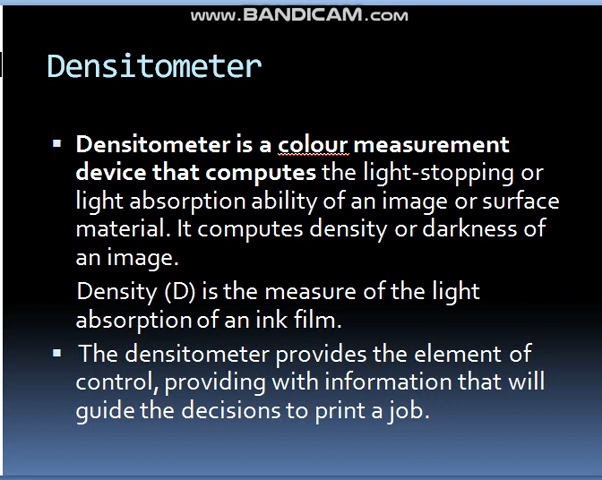 www.BANDICAM.com
Densitometer
▪ Densitometer is a colour measurement
device that computes the light-stopping or
light absorption ability of an image or surface
material. It computes density or darkness of
an image.
Density (D) is the measure of the light
absorption of an ink film.
▪ The densitometer provides the element of
control, providing with information that will
guide the decisions to print a job.